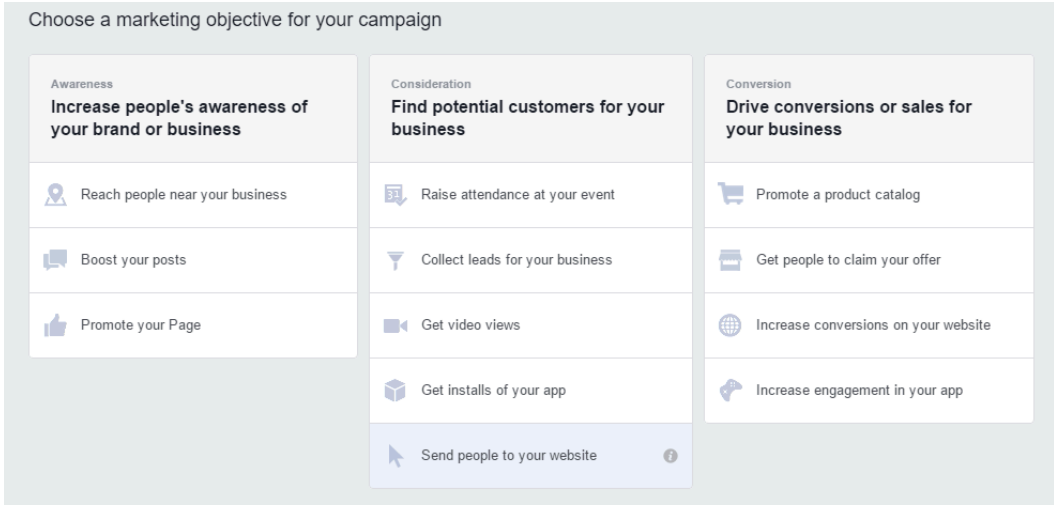 Choose a marketing objective for your campaign
Awareness
Increase people's awareness of
your brand or business
Reach people near your business
Boost your posts
Promote your Page
Consideration
Find potential customers for your
business
31
Raise attendance at your event
Collect leads for your business
Get video views
Get installs of your app
Send people to your website
i
Conversion
Drive conversions or sales for
your business
Promote a product catalog
Get people to claim your offer
Increase conversions on your website
Increase engagement in your app